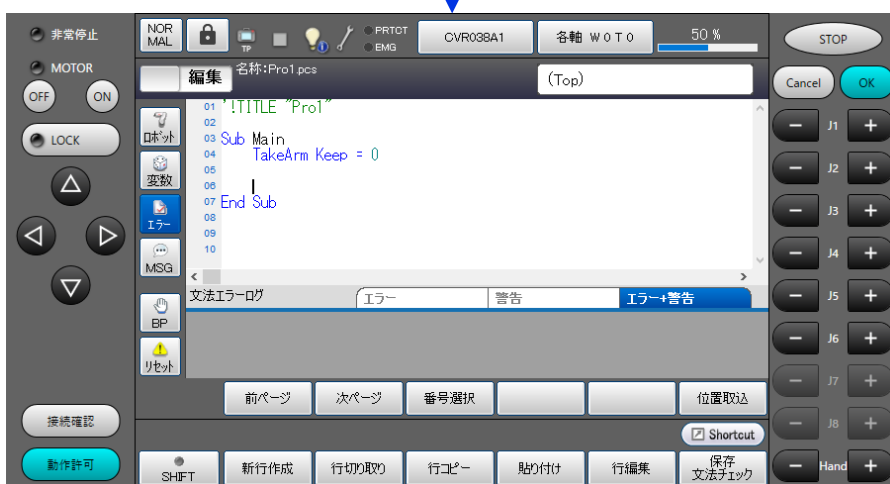 非常停止
NOR
MAL
TP
PRTCT
EMG
CVR038A1
各軸 W 0 T 0
50 %
STOP
MOTOR
OFF
ON
編集
名称:Pro1.pcs
(Top)
Cancel
OK
LOCK
ロボット
変数
エラー
MSG
BP
リセット
01 '!TITLE "Pro1"
02
03 Sub Main
04 TakeArm Keep = 0
05
06
07 End Sub
08
09
10
文法エラーログ
エラー
警告
エラー+警告
前ページ
次ページ
番号選択
位置取込
Shortcut
接続確認
動作許可
SHIFT
新行作成
行切り取り
行コピー
貼り付け
行編集
保存
文法チェック
− J1 +
− J2 +
− J3 +
− J4 +
− J5 +
− J6 +
− J7 +
− J8 +
− Hand +